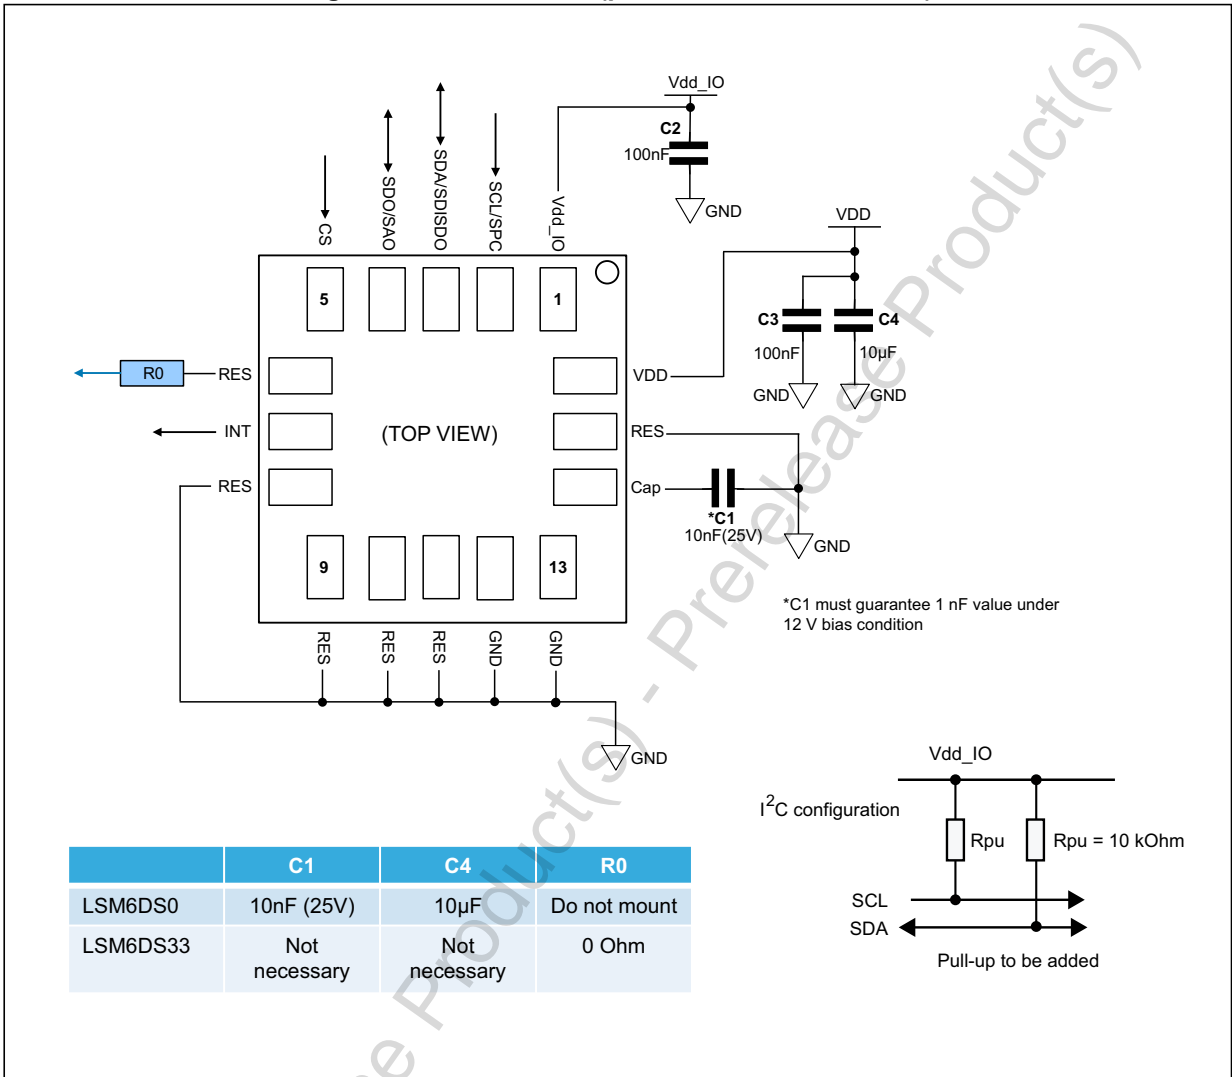 Vdd_IO
C2
100nF
GND
CS
SDO/SAO
SDA/SDISDO
SCL/SPC
Vdd_IO
VDD
5
1
C3
C4
100nF
10µF
GND
GND
R0
RES
VDD
INT
(TOP VIEW)
RES
RES
Cap
*C1
10nF(25V)
GND
9
13
*C1 must guarantee 1 nF value under
12 V bias condition
RES
RES
RES
GND
GND
GND
Vdd_IO
I2C configuration
Rpu
Rpu = 10 kOhm
SCL
SDA
Pull-up to be added
C1 C4 R0
LSM6DS0 10nF (25V) 10µF Do not mount
LSM6DS33 Not necessary Not necessary 0 Ohm
Product(s) - Prerelease Product(s)